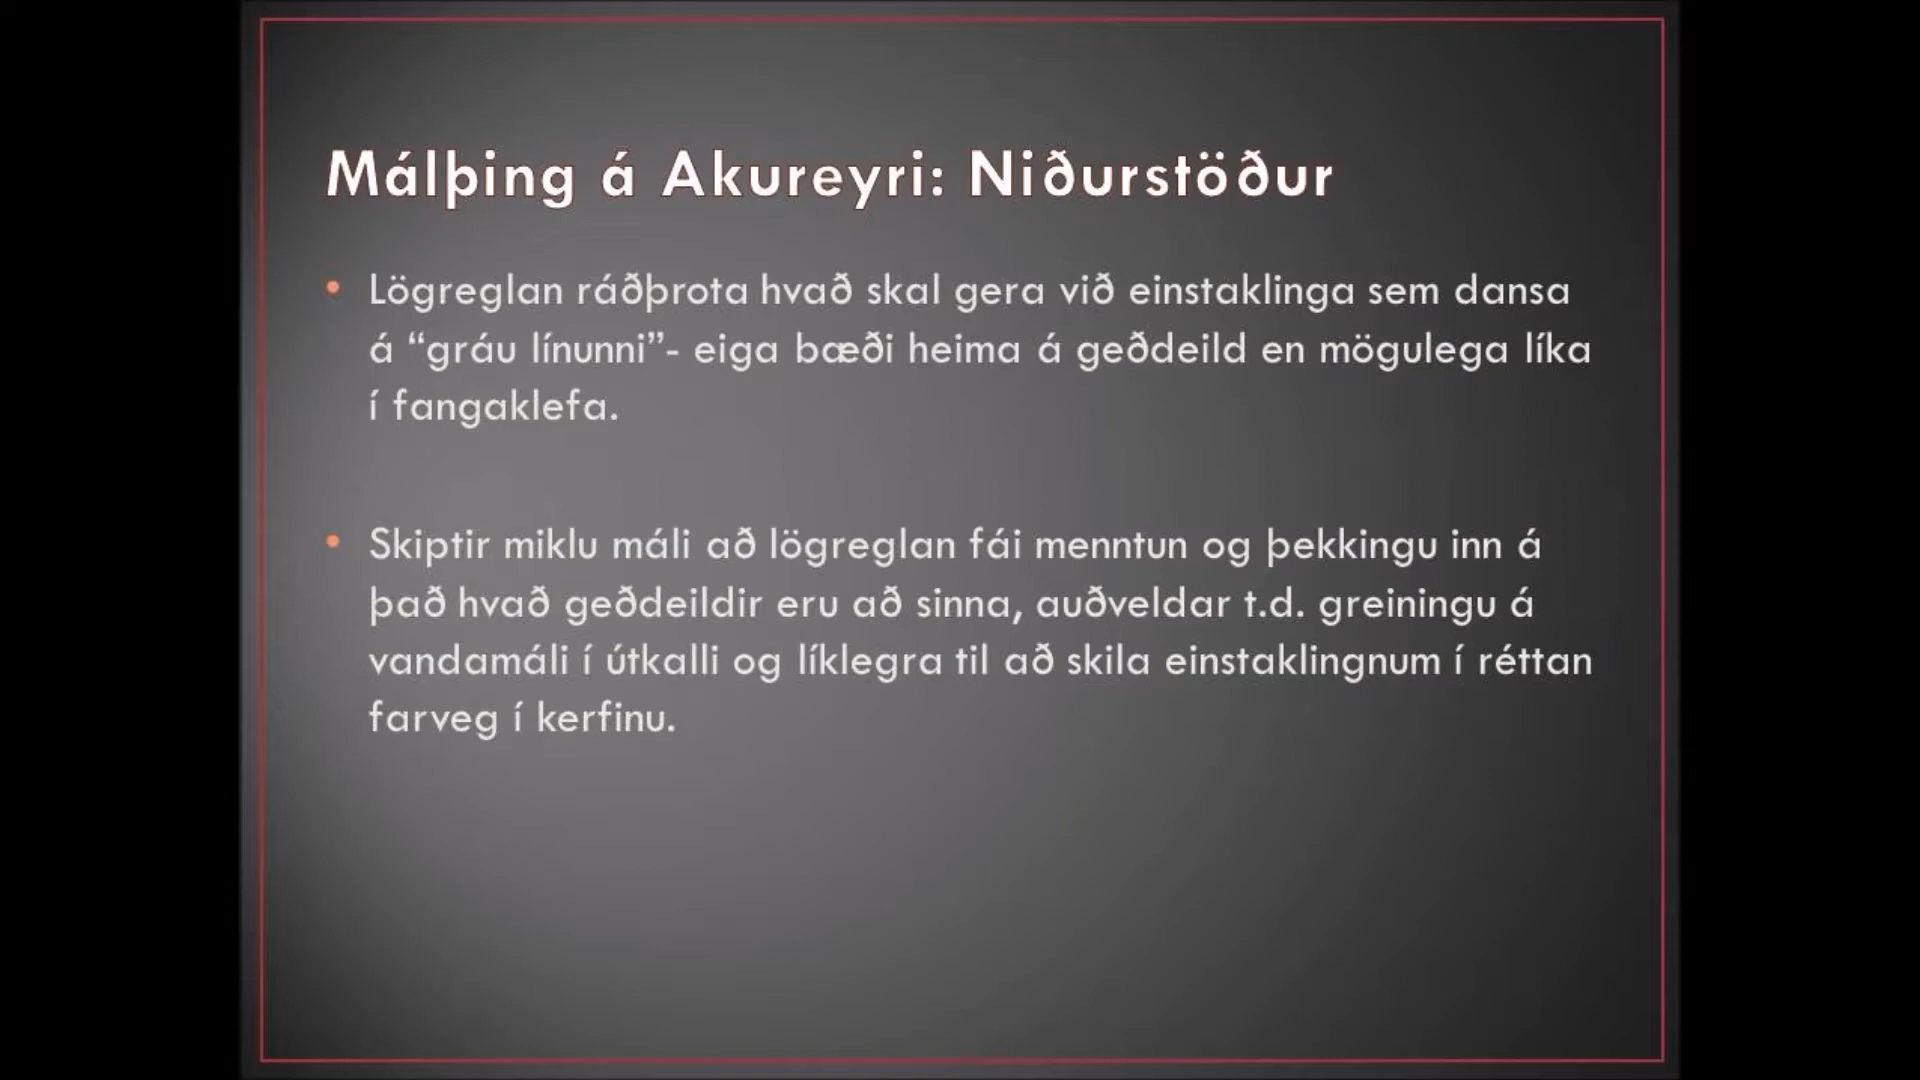 Málþing á Akureyri: Niðurstöður
• Lögreglan ráðþrota hvað skal gera við einstaklinga sem dansa
á “gráu línunni”- eiga bæði heima á geðdeild en mögulega líka
í fangaklefa.
• Skiptir miklu máli að lögreglan fái menntun og þekkingu inn á
það hvað geðdeildir eru að sinna, auðveldar t.d. greiningu á
vandamáli í útkalli og líklegra til að skila einstaklingnum í réttan
farveg í kerfinu.